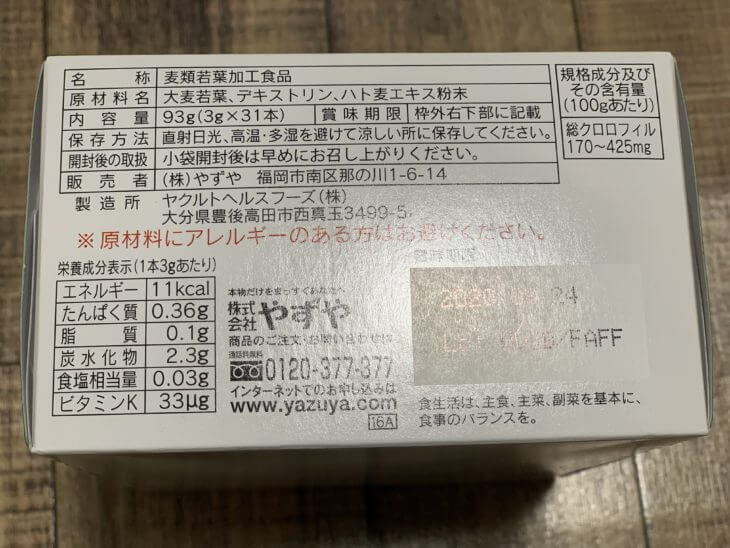 名称 麦類若葉加工食品
原材料名 大麦若葉、デキストリン、ハト麦エキス粉末
内容量 93g(3g×31本) 賞味期限 枠外右下部に記載
保存方法 直射日光、高温・多湿を避けて涼しい所に保存してください。
開封後の取扱 小袋開封後は早めにお召し上がりください。
販売者 (株)やずや 福岡市南区那の川1-6-14
製造所 ヤクルトヘルスフーズ(株)
大分県豊後高田市西真玉3499-5
※原材料にアレルギーのある方はお避けください。
規格成分及び
その含有量
(100gあたり)
総クロロフィル
170〜425mg
栄養成分表示(1本3gあたり)
エネルギー 11kcal
たんぱく質 0.36g
脂質 0.1g
炭水化物 2.3g
食塩相当量 0.03g
ビタミンK 33μg
本物だけをまっすぐあなたへ
株式会社 やずや
商品のご注文・お問い合わせは
通話料無料
0120-377-377
インターネットでのお申し込みは
www.yazuya.com
16A
賞味期限
24
/FAFF
食生活は、主食、主菜、副菜を基本に、
食事のバランスを。